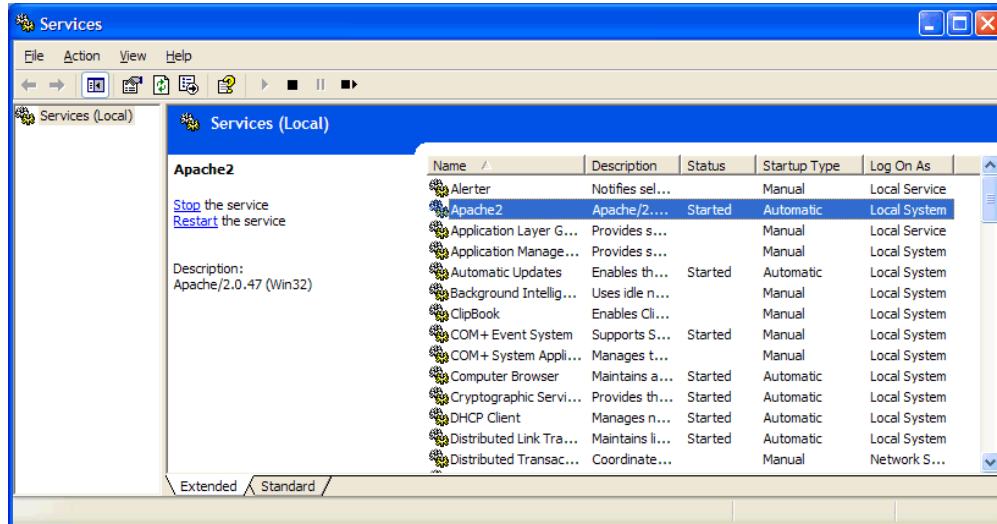 Services
File Action View Help
Services (Local)
Services (Local)
Apache2
Stop the service
Restart the service
Description:
Apache/2.0.47 (Win32)
Name Description Status Startup Type Log On As
Alerter Notifies sel... Manual Local Service
Apache2 Apache/2.... Started Automatic Local System
Application Layer G... Provides s... Manual Local Service
Application Manage... Provides s... Manual Local System
Automatic Updates Enables th... Started Automatic Local System
Background Intellig... Uses idle n... Manual Local System
ClipBook Enables Cli... Manual Local System
COM+ Event System Supports S... Started Manual Local System
COM+ System Appli... Manages t... Manual Local System
Computer Browser Maintains a... Started Automatic Local System
Cryptographic Servi... Provides th... Started Automatic Local System
DHCP Client Manages n... Started Automatic Local System
Distributed Link Tra... Maintains li... Started Automatic Local System
Distributed Transac... Coordinate... Manual Network S...
Extended Standard